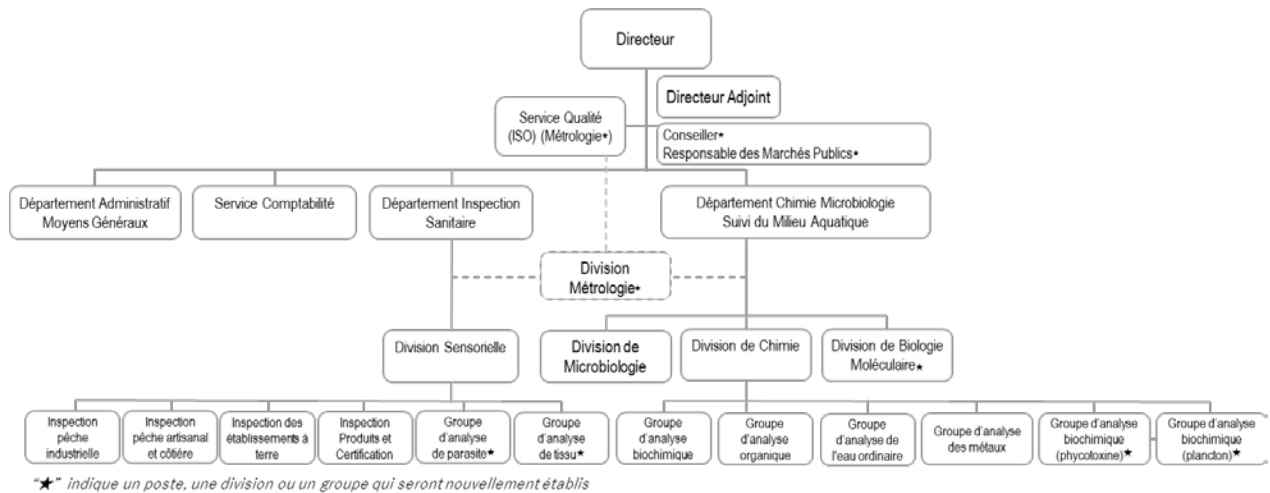 Directeur
Directeur Adjoint
Service Qualité
(ISO) (Métrologie★)
Conseiller★
Responsable des Marchés Publics★
Département Administratif
Moyens Généraux
Service Comptabilité
Département Inspection
Sanitaire
Département Chimie Microbiologie
Suivi du Milieu Aquatique
Division
Métrologie★
Division Sensorielle
Division de
Microbiologie
Division de Chimie
Division de Biologie
Moléculaire★
Inspection
pêche
industrielle
Inspection
pêche artisanal
et côtière
Inspection des
établissements à
terre
Inspection
Produits et
Certification
Groupe
d'analyse
de parasite★
Groupe
d'analyse
de tissu★
Groupe
d'analyse
biochimique
Groupe
d'analyse
organique
Groupe
d'analyse de
l'eau ordinaire
Groupe d'analyse
des métaux
Groupe d'analyse
biochimique
(phycotoxine)★
Groupe d'analyse
biochimique
(plancton)★
"★" indique un poste, une division ou un groupe qui seront nouvellement établis